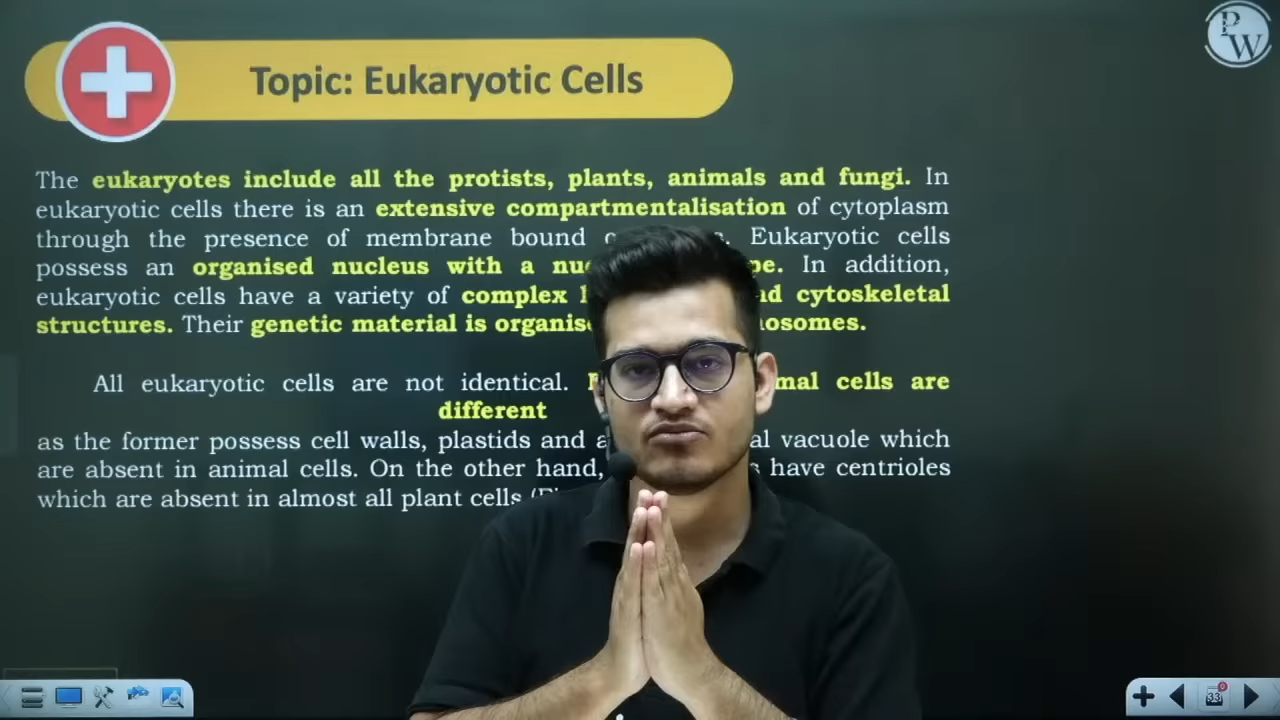 PW
Topic: Eukaryotic Cells
The eukaryotes include all the protists, plants, animals and fungi. In
eukaryotic cells there is an extensive compartmentalisation of cytoplasm
through the presence of membrane bound Eukaryotic cells
possess an organised nucleus with a In addition,
eukaryotic cells have a variety of complex cytoskeletal
structures. Their genetic material is
All eukaryotic cells are not identical. cells are
different
as the former possess cell walls, plastids and vacuole which
are absent in animal cells. On the other hand, have centrioles
which are absent in almost all plant cells
33